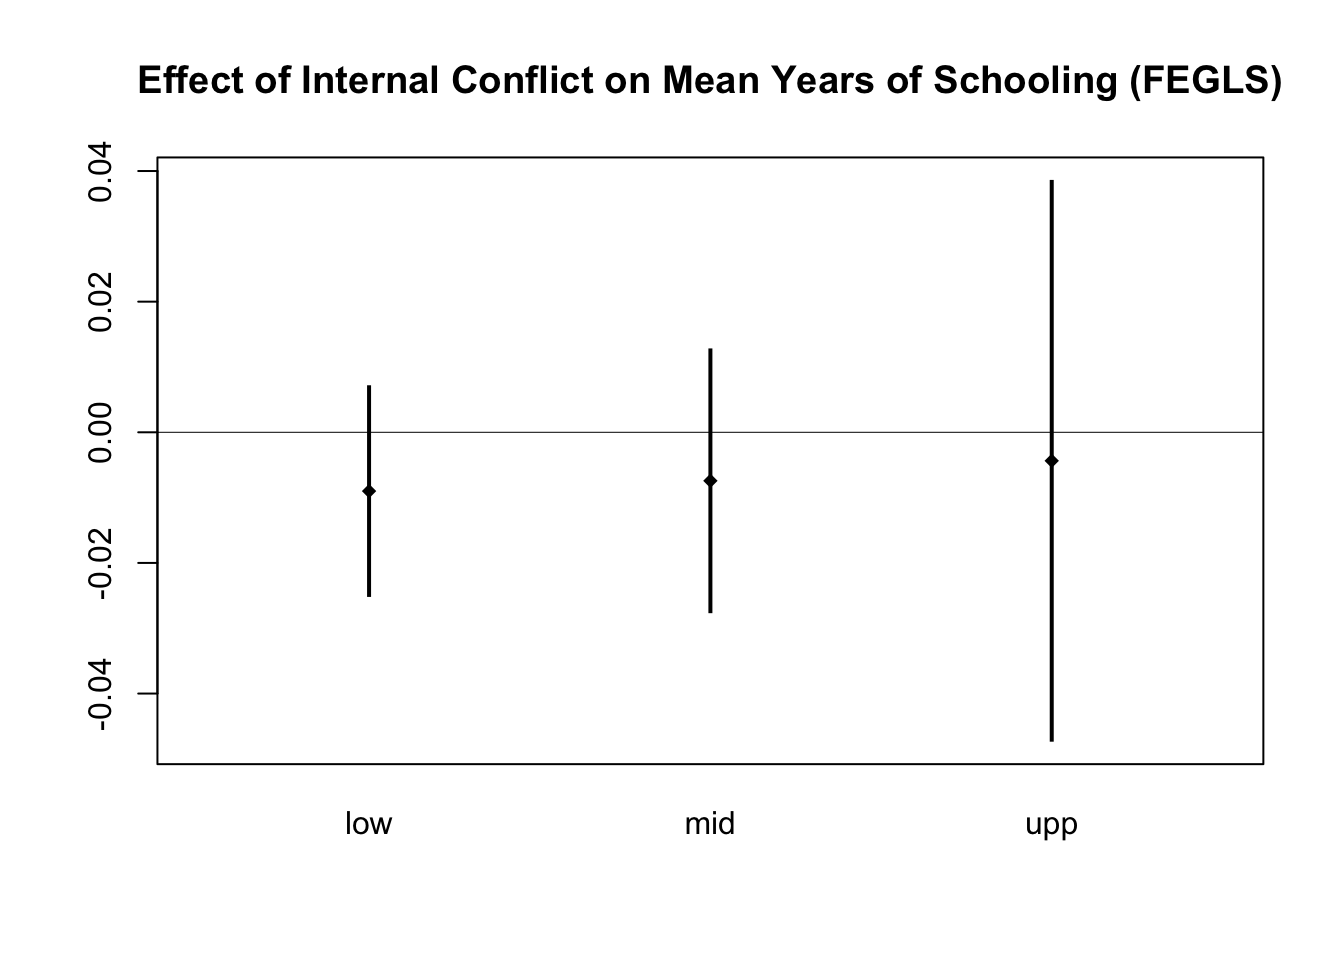 Effect of Internal Conflict on Mean Years of Schooling (FEGLS)
0.04
0.02
0.00
-0.02
-0.04
low mid upp